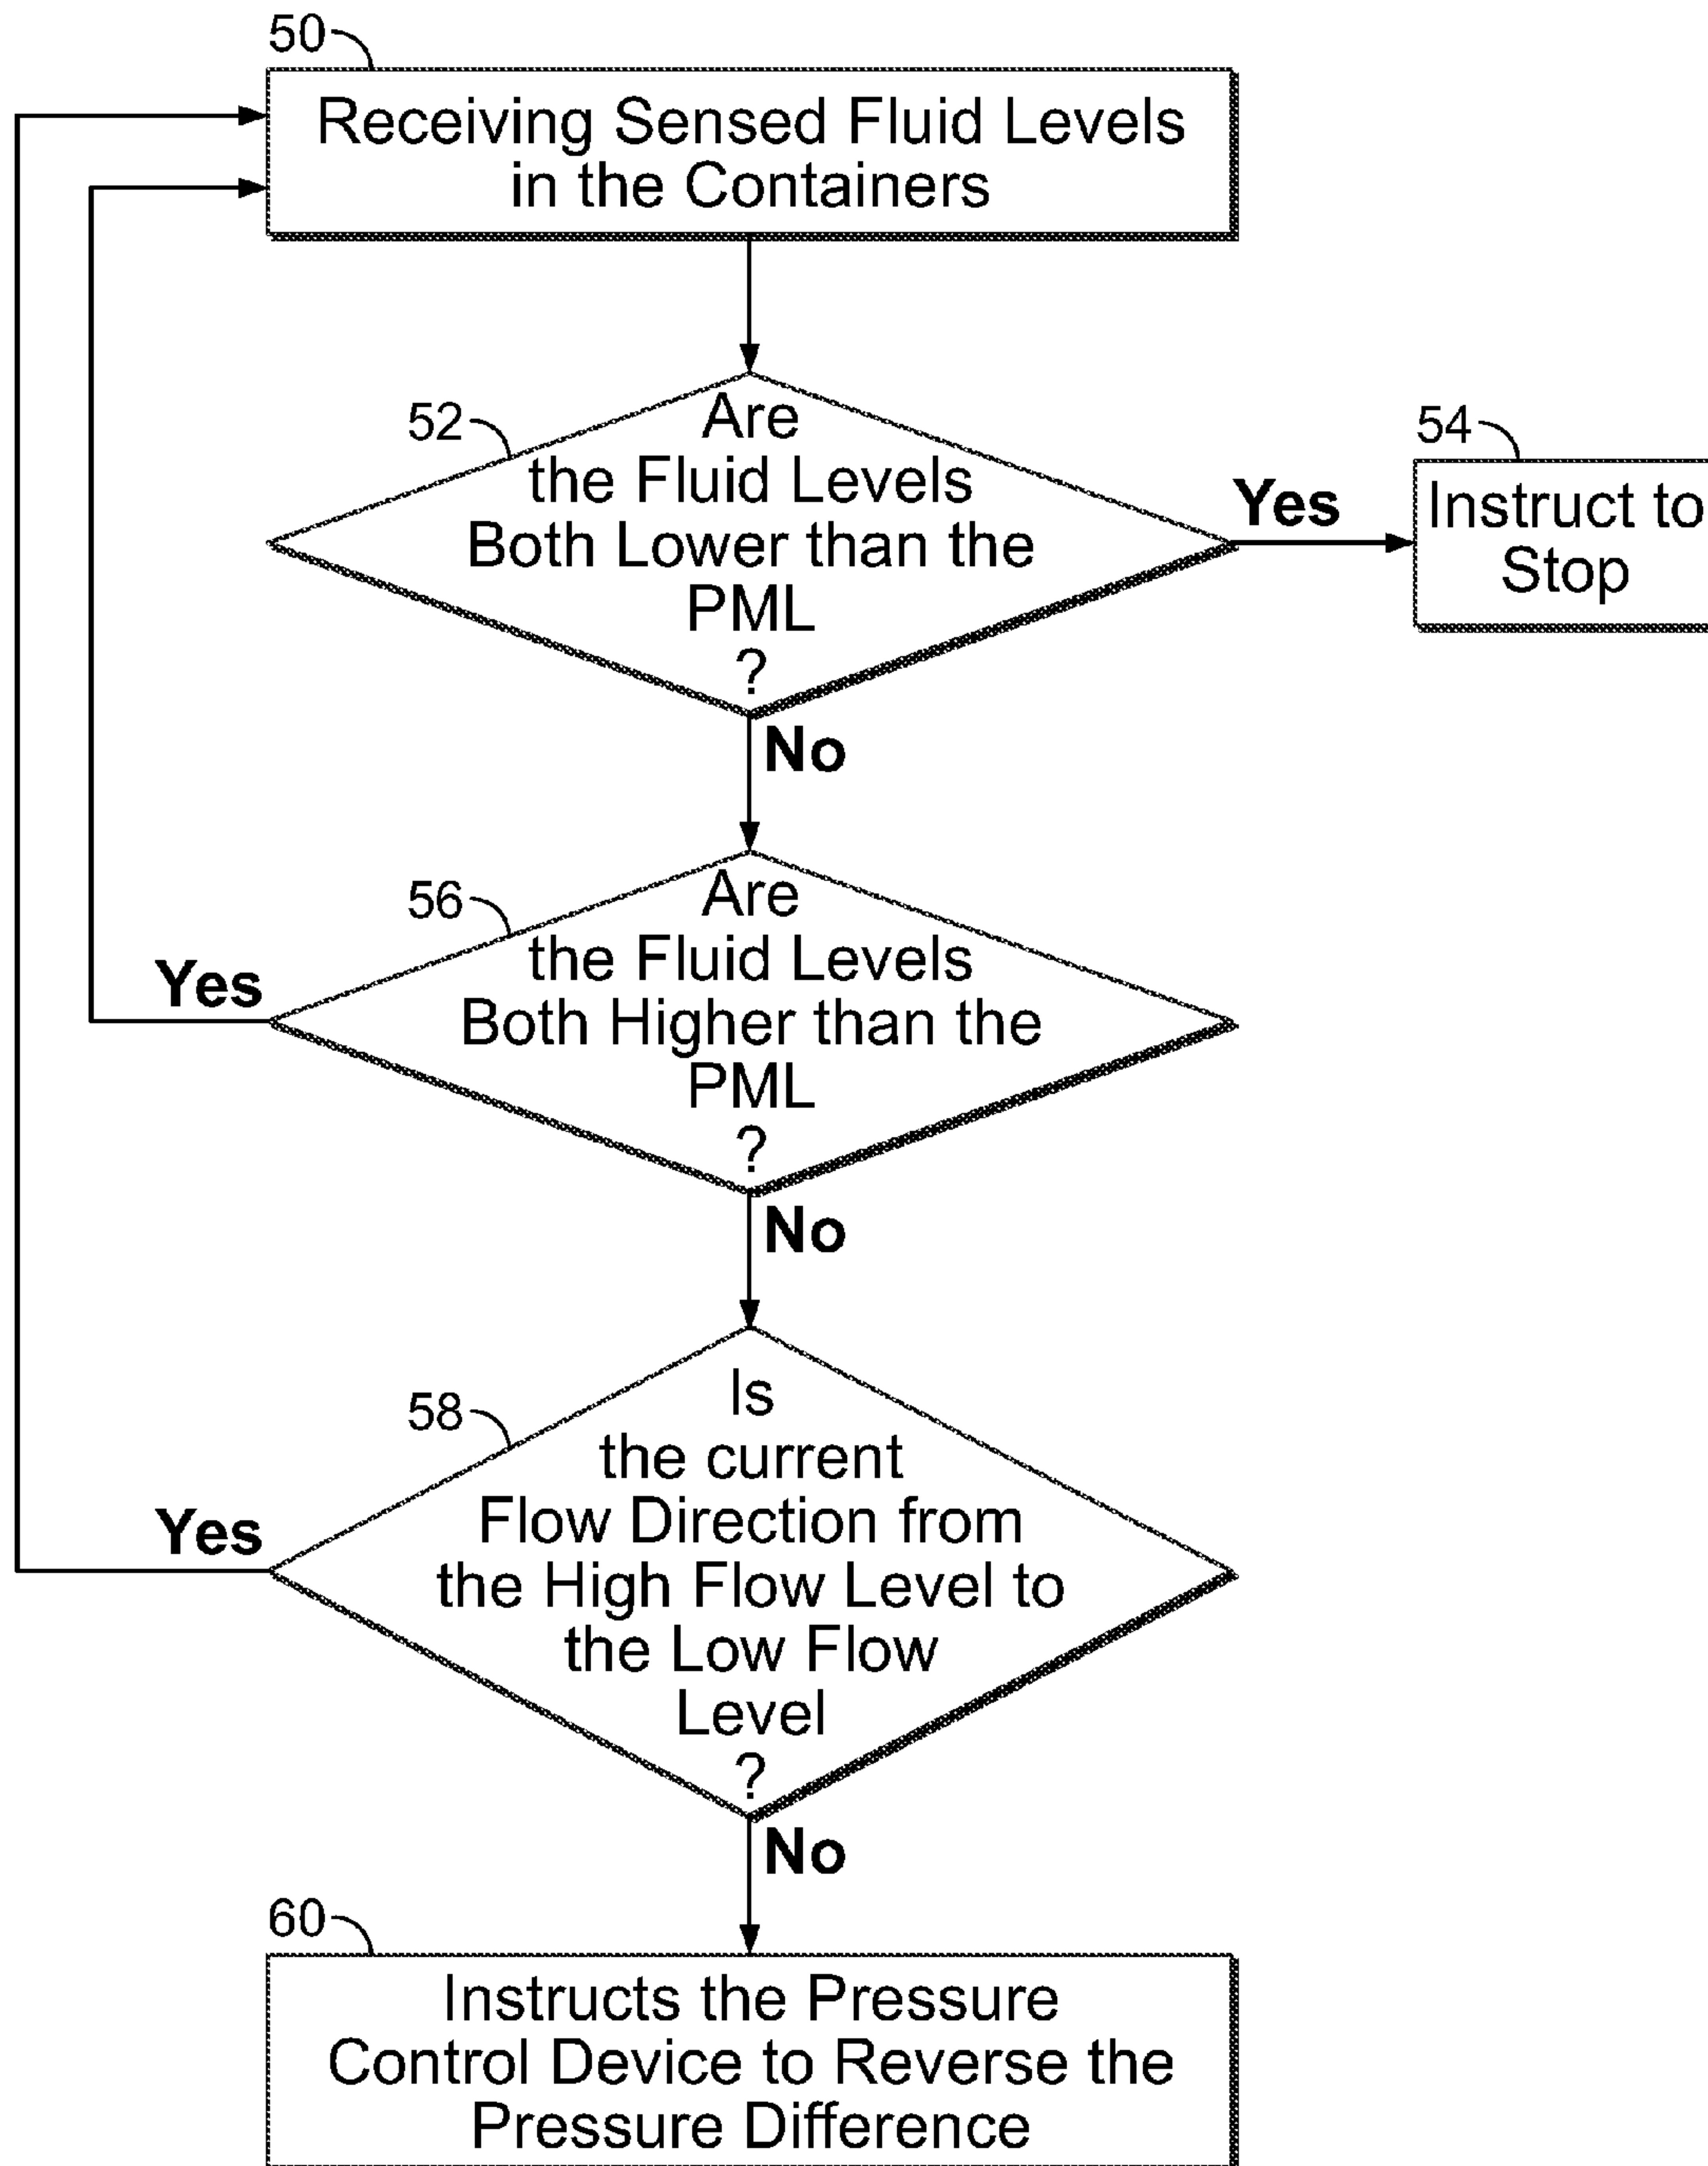 50
Receiving Sensed Fluid Levels
in the Containers
52
Are
the Fluid Levels
Both Lower than the
PML
?
Yes
54
Instruct to
Stop
No
56
Are
the Fluid Levels
Both Higher than the
PML
?
Yes
No
58
Is
the current
Flow Direction from
the High Flow Level to
the Low Flow
Level
?
Yes
No
60
Instructs the Pressure
Control Device to Reverse the
Pressure Difference